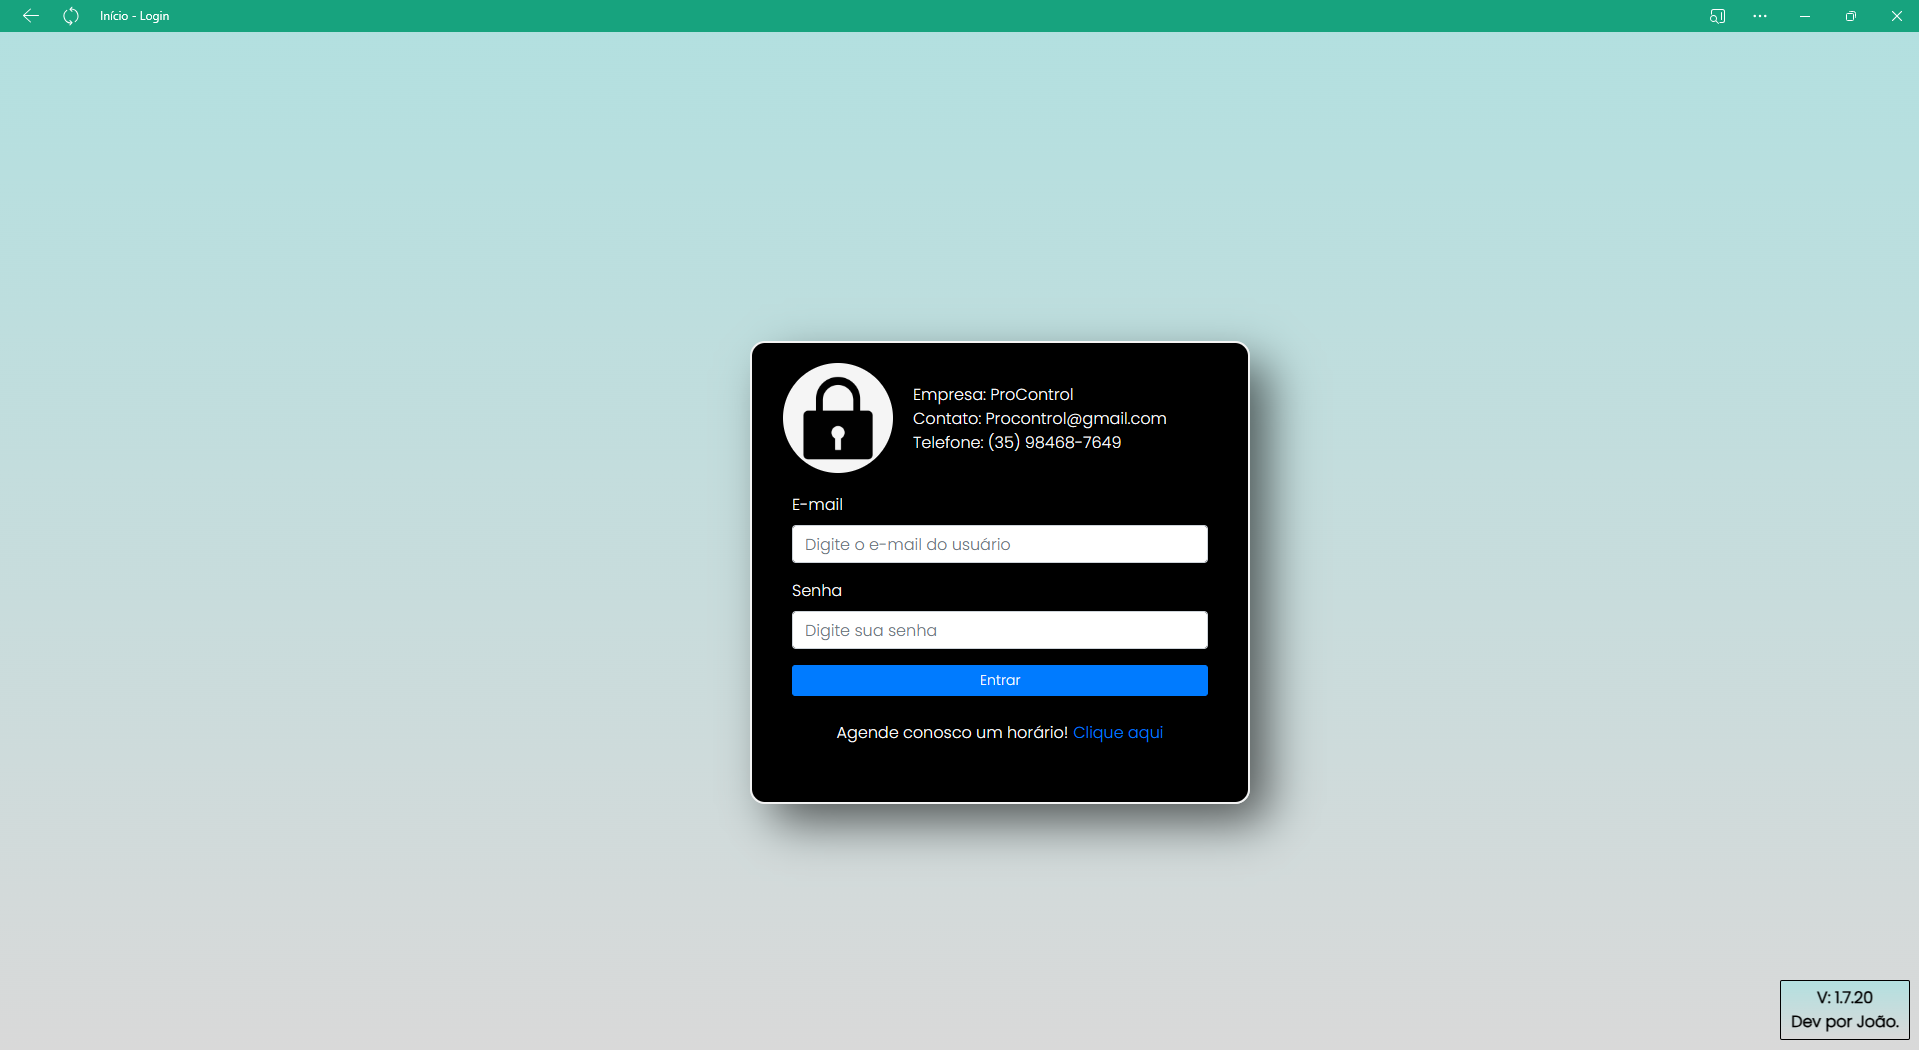 Início - Login
Empresa: ProControl
Contato: Procontrol@gmail.com
Telefone: (35) 98468-7649
E-mail
Digite o e-mail do usuário
Senha
Digite sua senha
Entrar
Agende conosco um horário! Clique aqui
V: 1.7.20
Dev por João.